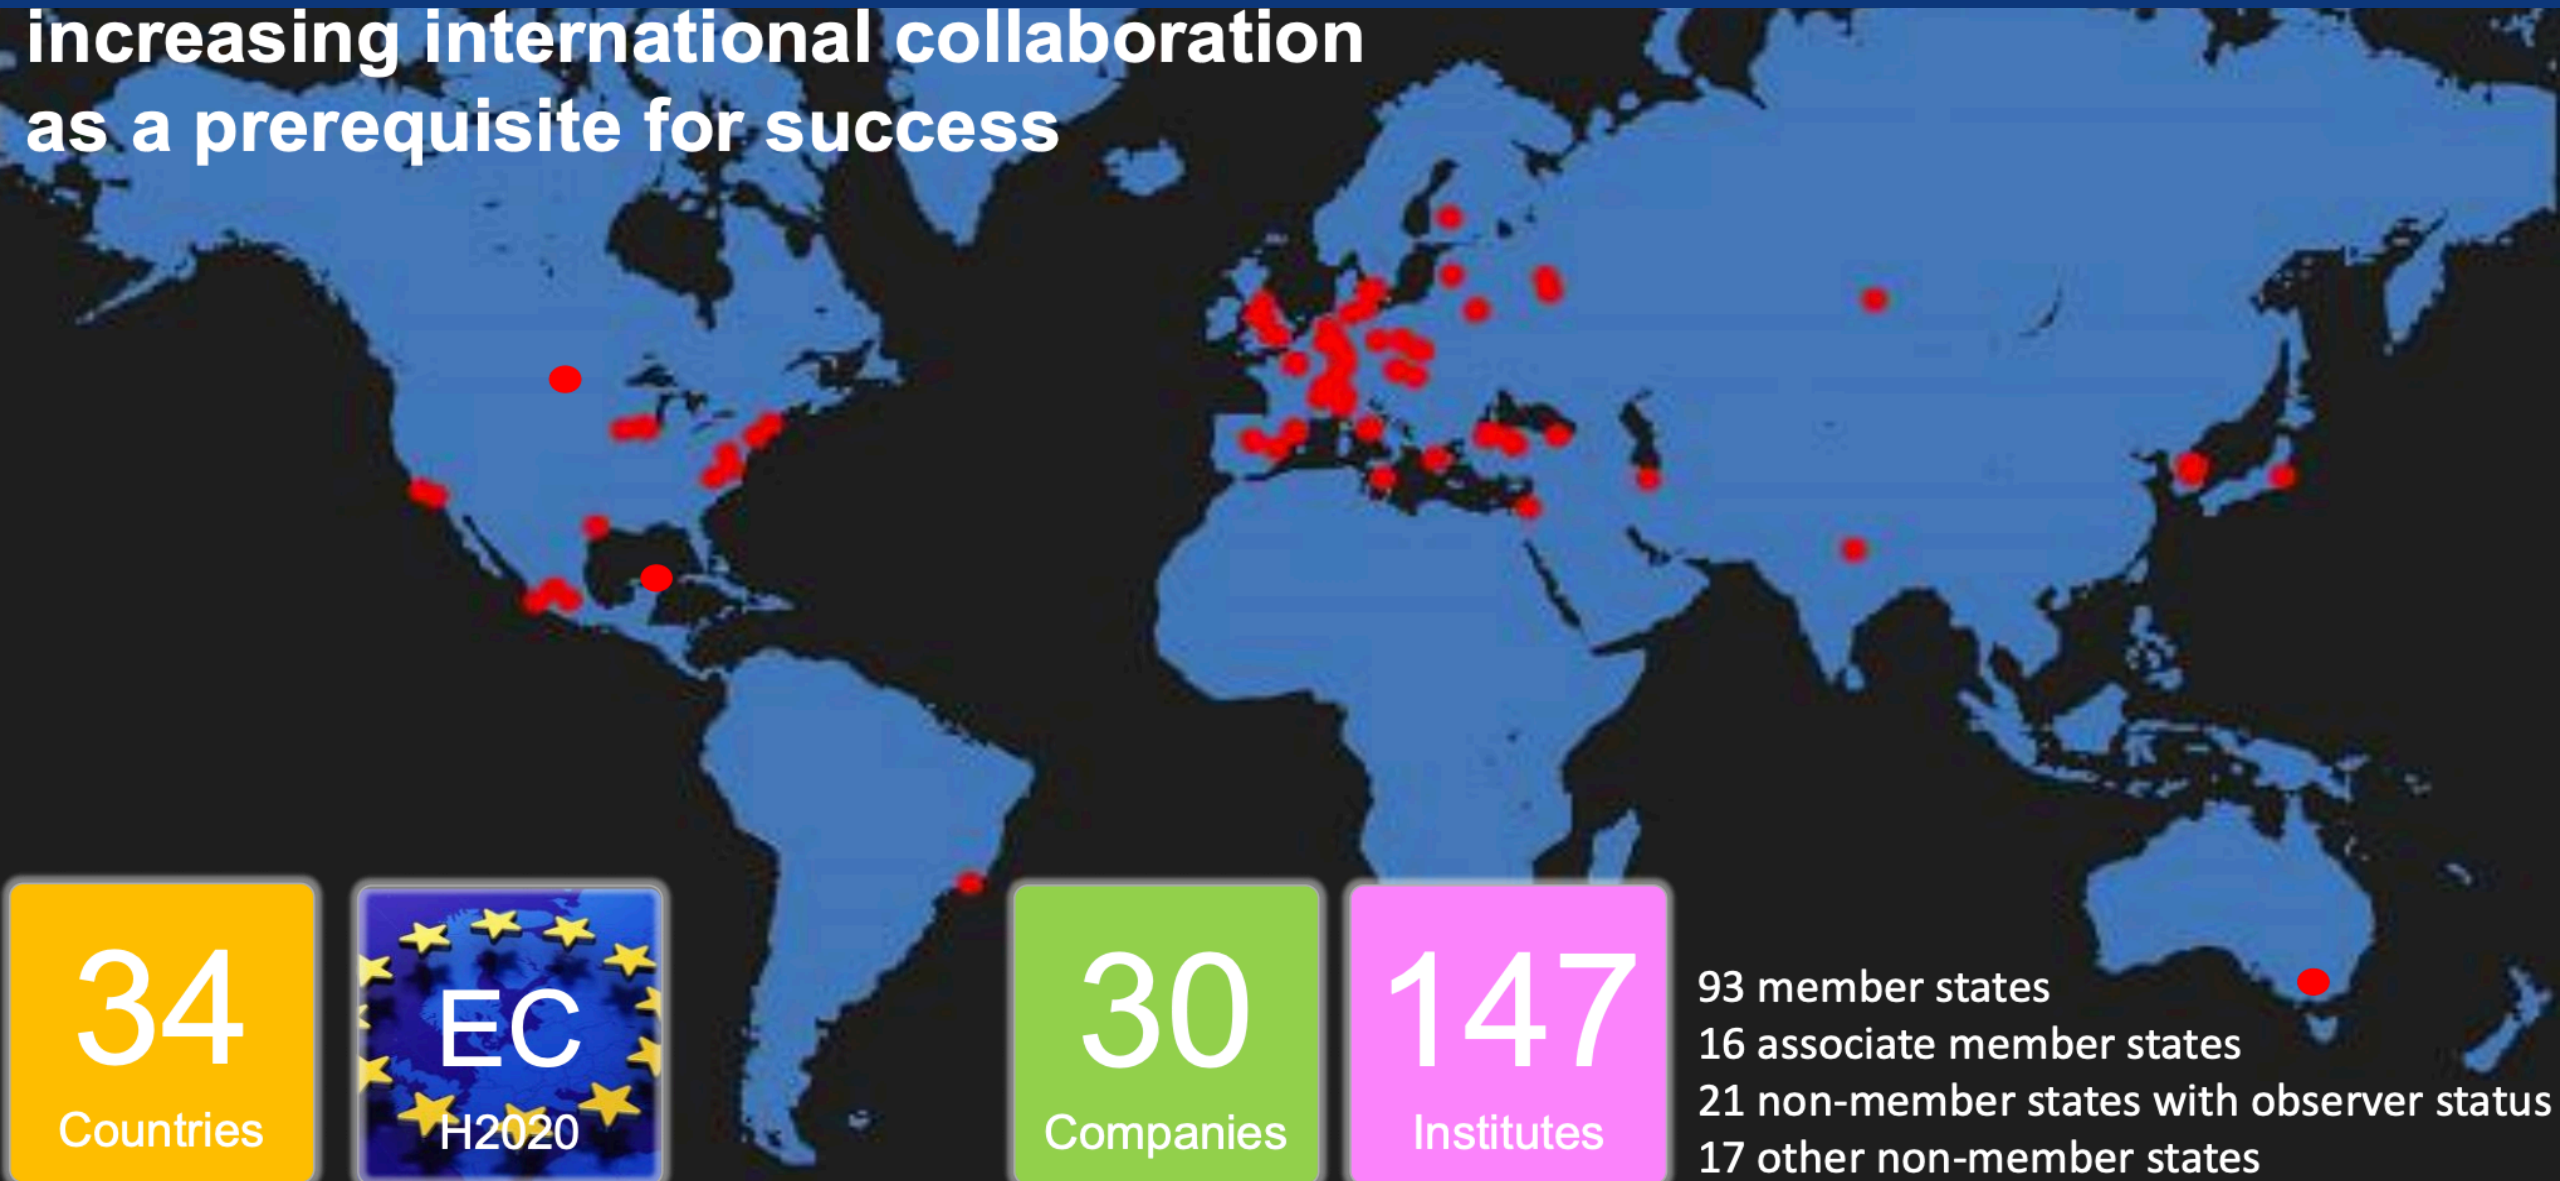 increasing international collaboration
as a prerequisite for success
34
Countries
EC
H2020
30
Companies
147
Institutes
93 member states
16 associate member states
21 non-member states with observer status
17 other non-member states